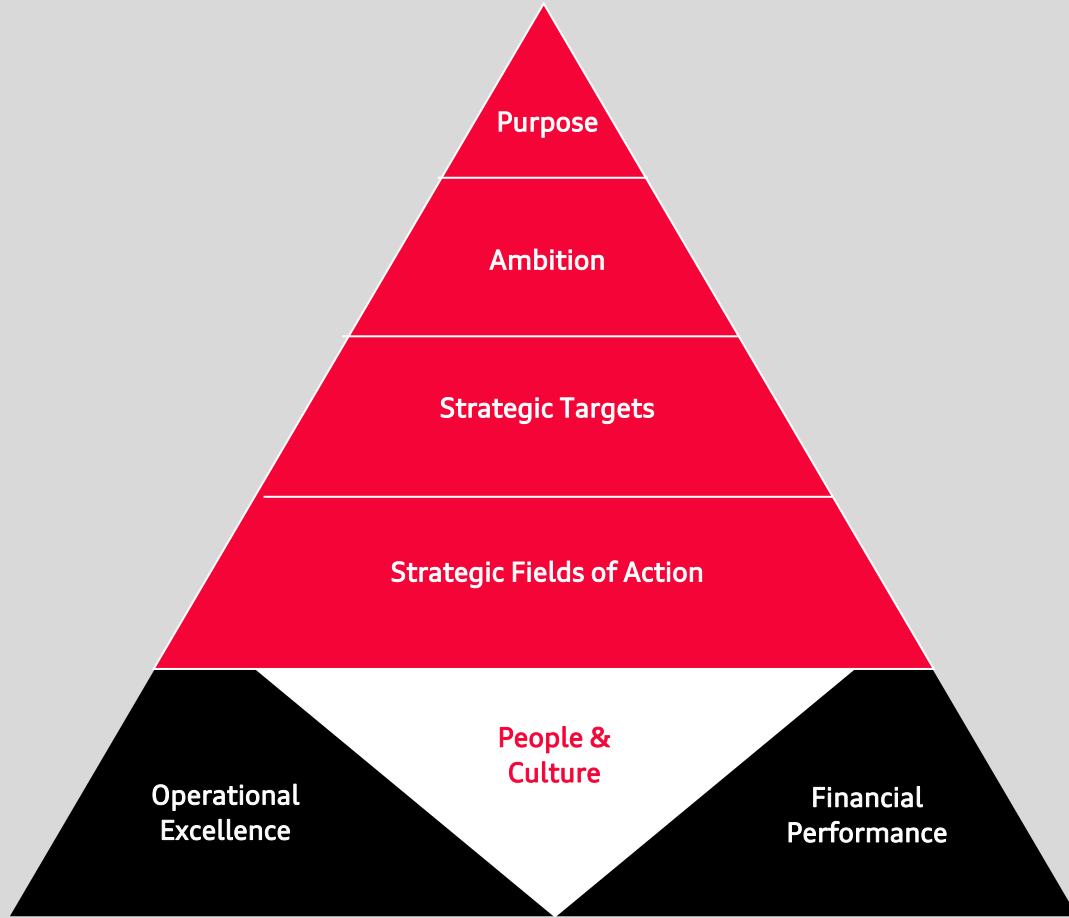 Purpose
Ambition
Strategic Targets
Strategic Fields of Action
People &
Culture
Operational
Excellence
Financial
Performance